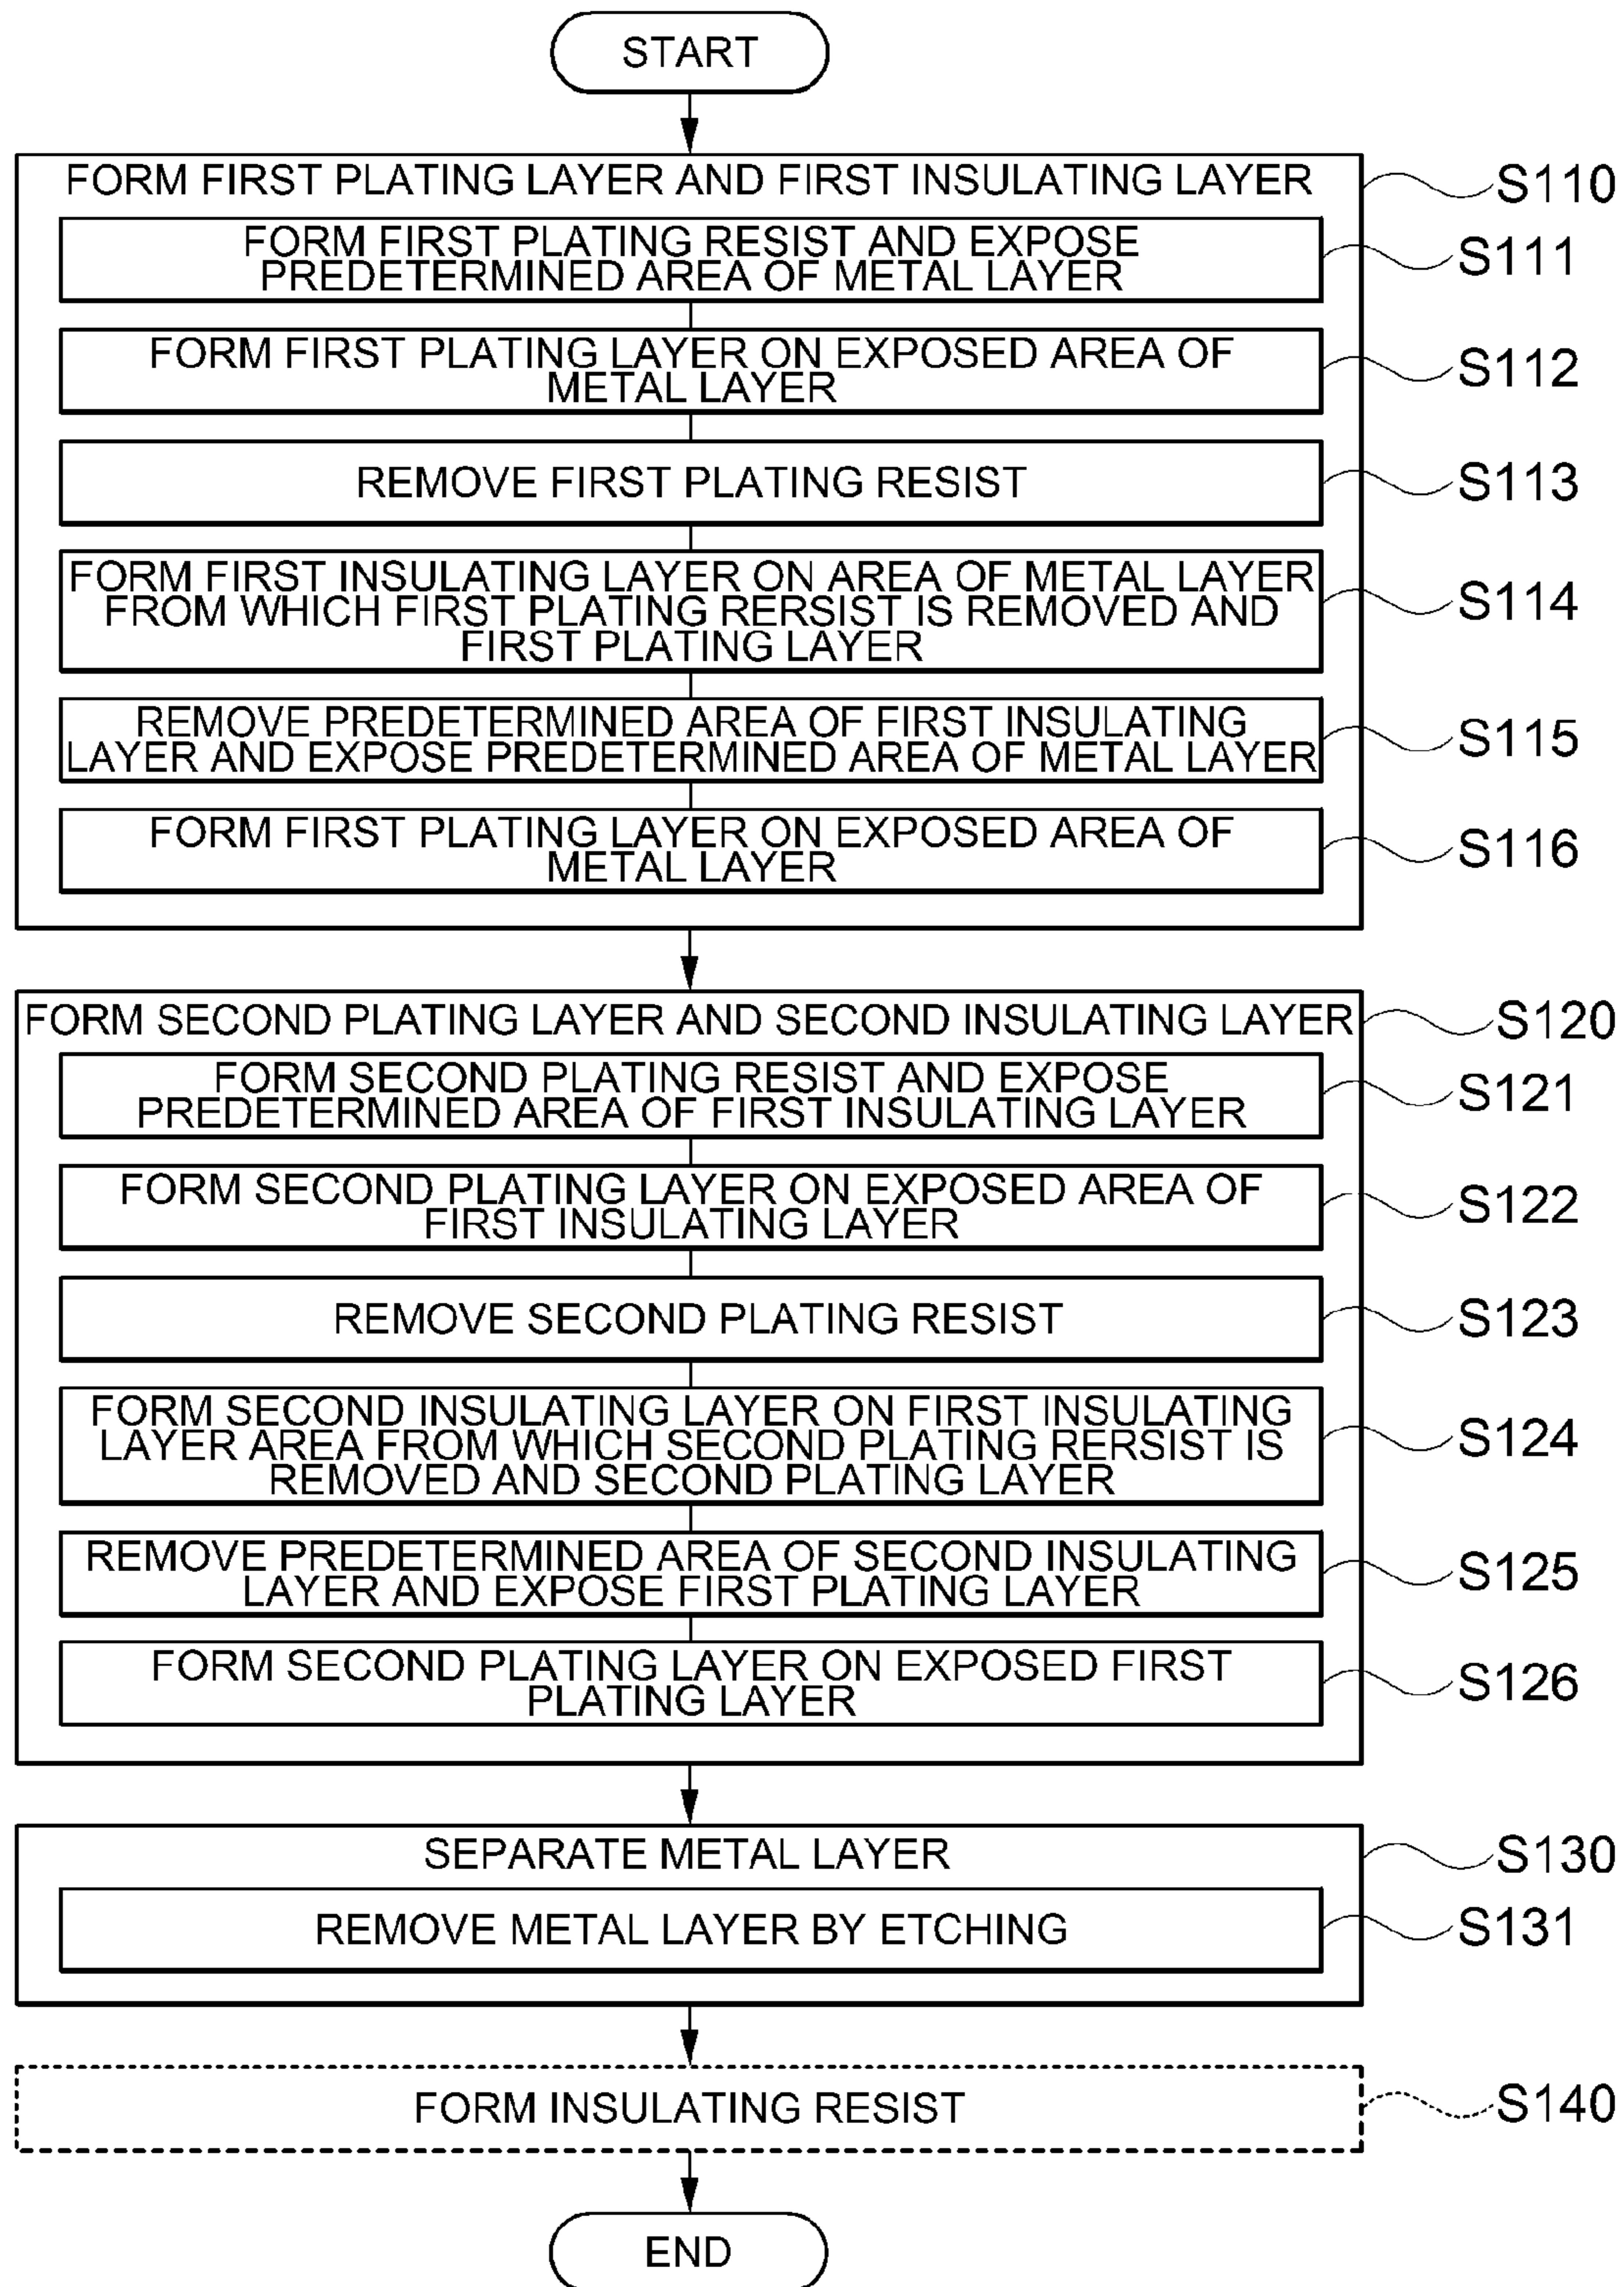 START
FORM FIRST PLATING LAYER AND FIRST INSULATING LAYER
S110
FORM FIRST PLATING RESIST AND EXPOSE
PREDETERMINED AREA OF METAL LAYER
S111
FORM FIRST PLATING LAYER ON EXPOSED AREA OF
METAL LAYER
S112
REMOVE FIRST PLATING RESIST
S113
FORM FIRST INSULATING LAYER ON AREA OF METAL LAYER
FROM WHICH FIRST PLATING RERSIST IS REMOVED AND
FIRST PLATING LAYER
S114
REMOVE PREDETERMINED AREA OF FIRST INSULATING
LAYER AND EXPOSE PREDETERMINED AREA OF METAL LAYER
S115
FORM FIRST PLATING LAYER ON EXPOSED AREA OF
METAL LAYER
S116
FORM SECOND PLATING LAYER AND SECOND INSULATING LAYER
S120
FORM SECOND PLATING RESIST AND EXPOSE
PREDETERMINED AREA OF FIRST INSULATING LAYER
S121
FORM SECOND PLATING LAYER ON EXPOSED AREA OF
FIRST INSULATING LAYER
S122
REMOVE SECOND PLATING RESIST
S123
FORM SECOND INSULATING LAYER ON FIRST INSULATING
LAYER AREA FROM WHICH SECOND PLATING RERSIST IS
REMOVED AND SECOND PLATING LAYER
S124
REMOVE PREDETERMINED AREA OF SECOND INSULATING
LAYER AND EXPOSE FIRST PLATING LAYER
S125
FORM SECOND PLATING LAYER ON EXPOSED FIRST
PLATING LAYER
S126
SEPARATE METAL LAYER
S130
REMOVE METAL LAYER BY ETCHING
S131
FORM INSULATING RESIST
S140
END